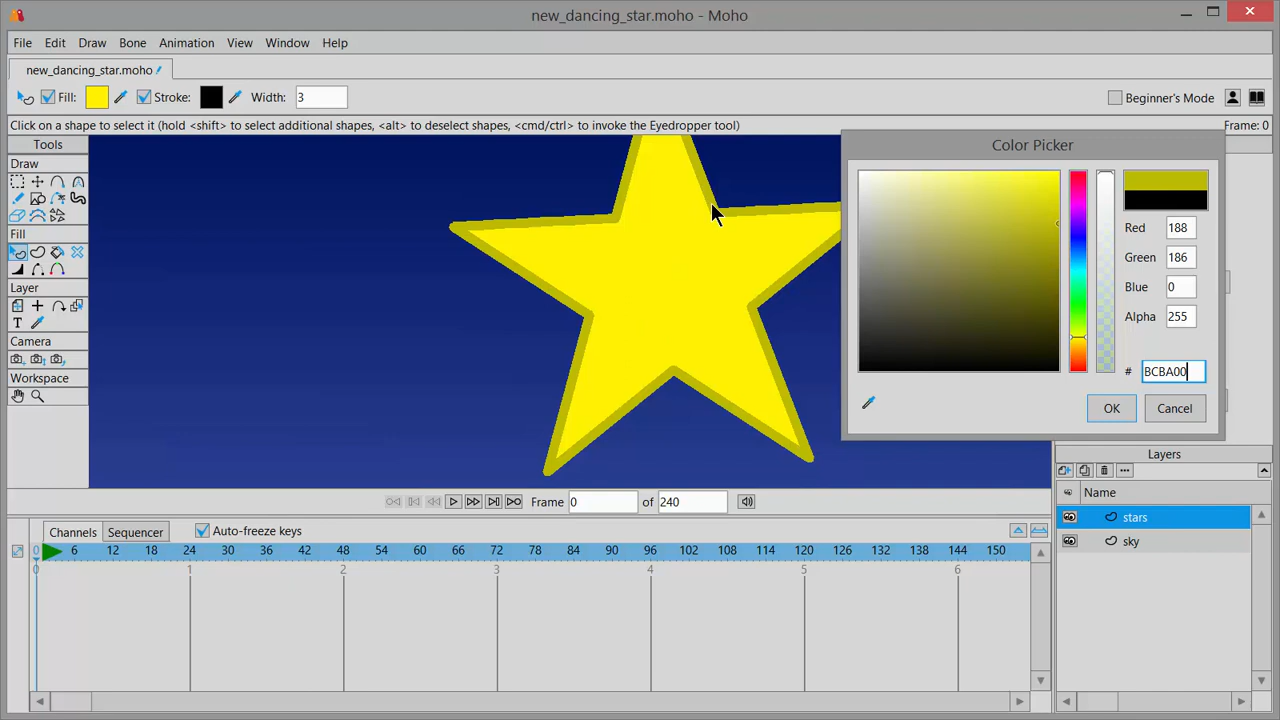 new_dancing_star.moho - Moho
File Edit Draw Bone Animation View Window Help
new_dancing_star.moho
Fill: Stroke: Width: 3 Beginner's Mode
Click on a shape to select it (hold <shift> to select additional shapes, <alt> to deselect shapes, <cmd/ctrl> to invoke the Eyedropper tool) Frame: 0
Tools
Draw
Fill
Layer
T
Camera
Workspace
Color Picker
Red 188
Green 186
Blue 0
Alpha 255
# BCBA00
OK Cancel
Layers
Name
stars
sky
Frame 0 of 240
Channels Sequencer Auto-freeze keys
0 6 12 18 24 30 36 42 48 54 60 66 72 78 84 90 96 102 108 114 120 126 132 138 144 150
0 1 2 3 4 5 6